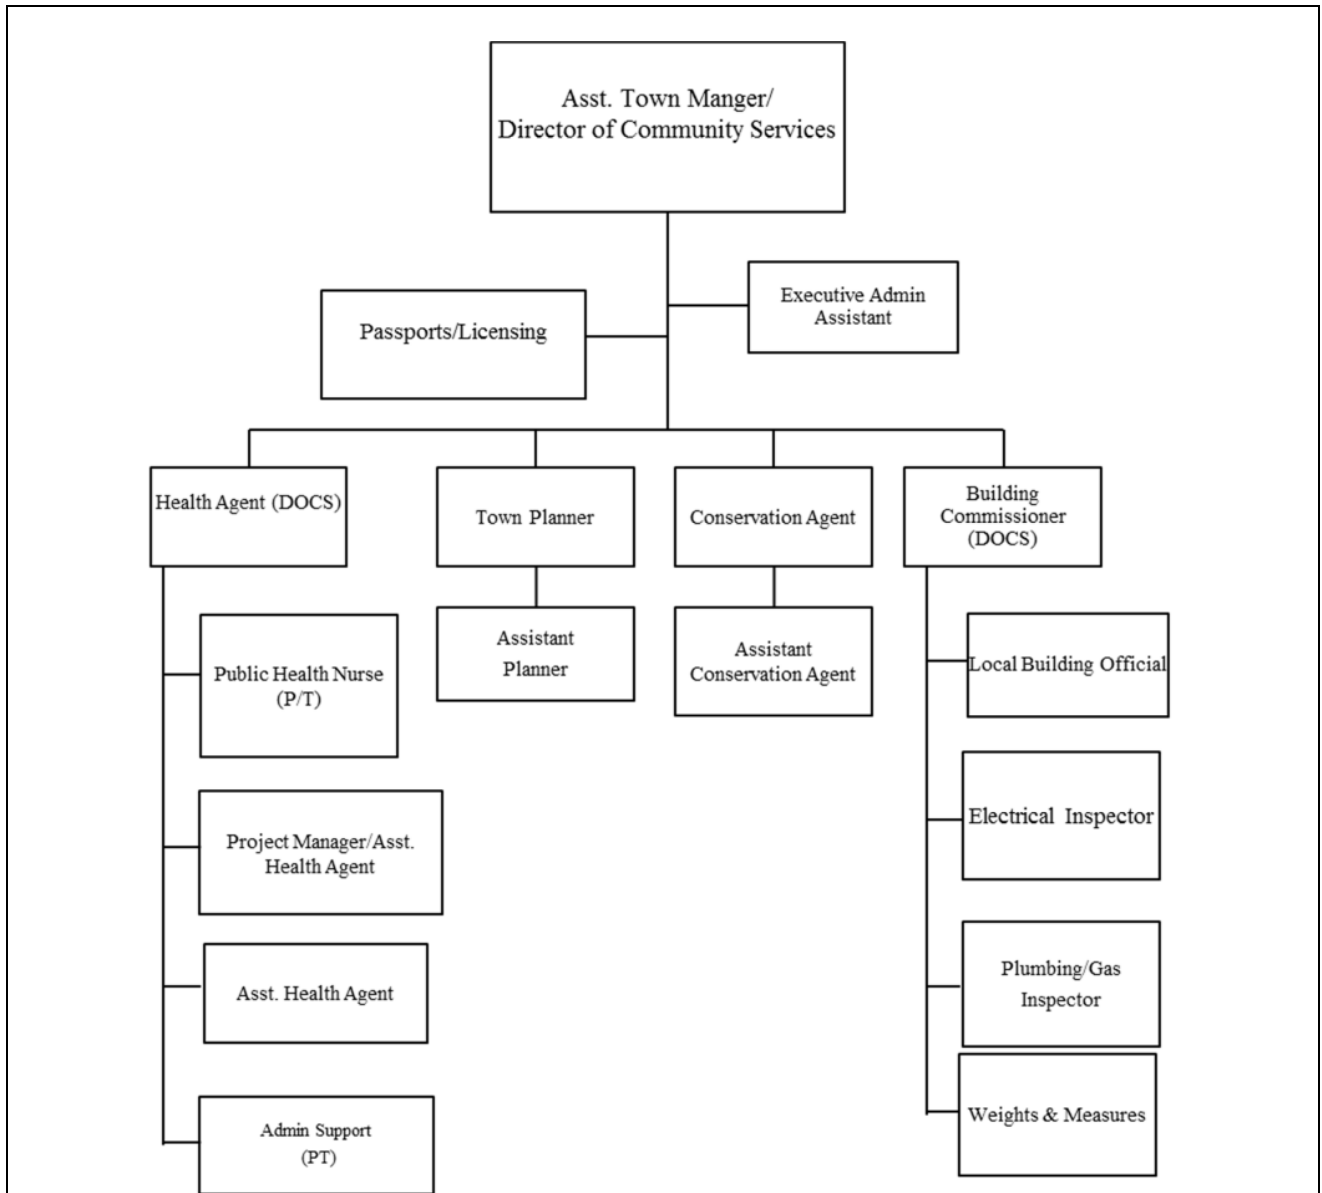 Asst. Town Manger/
Director of Community Services
Executive Admin
Assistant
Passports/Licensing
Health Agent (DOCS)
Town Planner
Conservation Agent
Building
Commissioner
(DOCS)
Public Health Nurse
(P/T)
Assistant
Planner
Assistant
Conservation Agent
Local Building Official
Project Manager/Asst.
Health Agent
Electrical Inspector
Asst. Health Agent
Plumbing/Gas
Inspector
Admin Support
(PT)
Weights & Measures